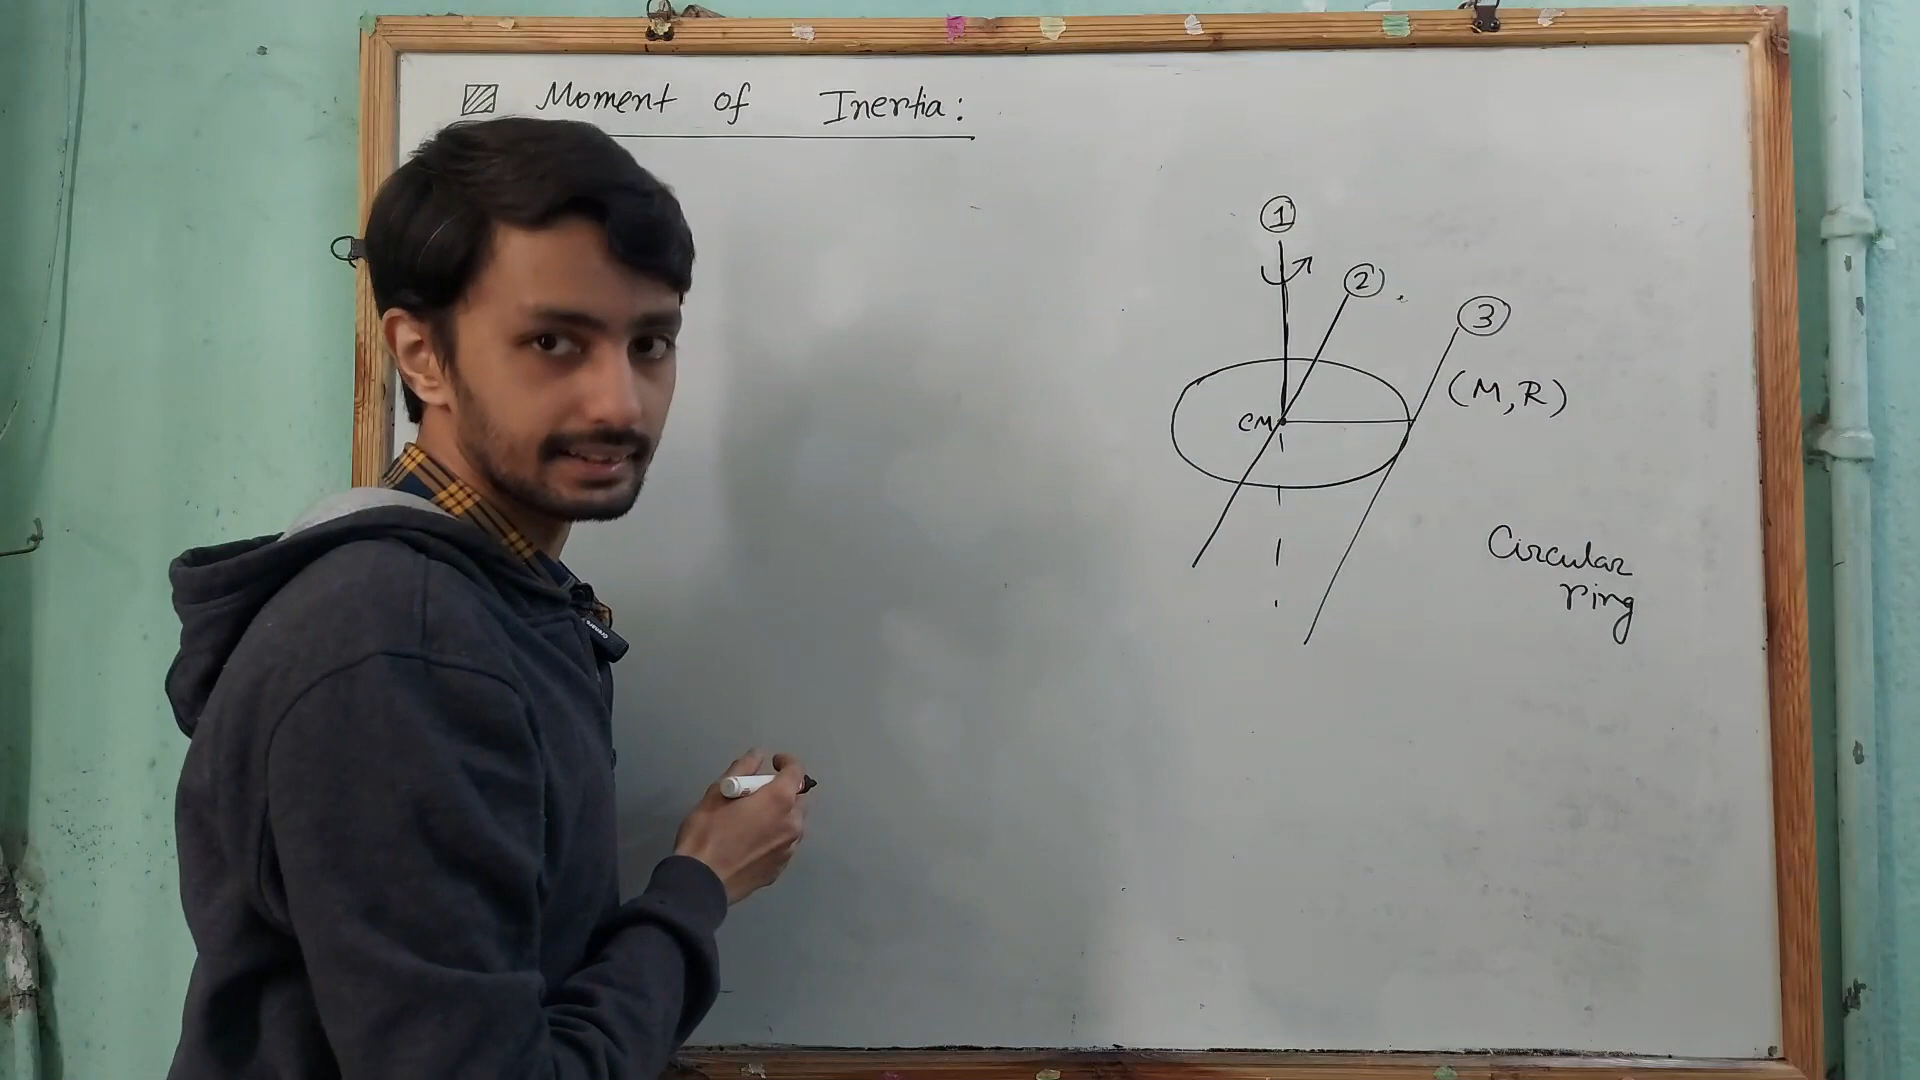 Moment of Inertia:
1
2
3
(M, R)
CM
Circular
ring